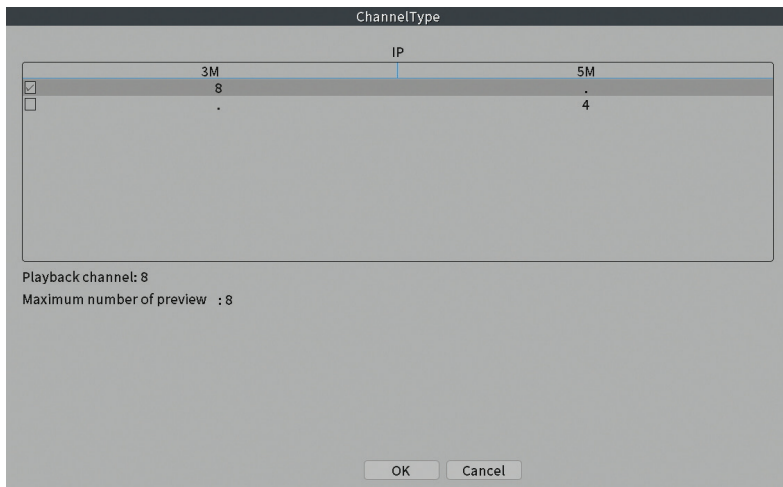 ChannelType
IP
3M 5M
8 .
. 4
Playback channel: 8
Maximum number of preview : 8
OK Cancel